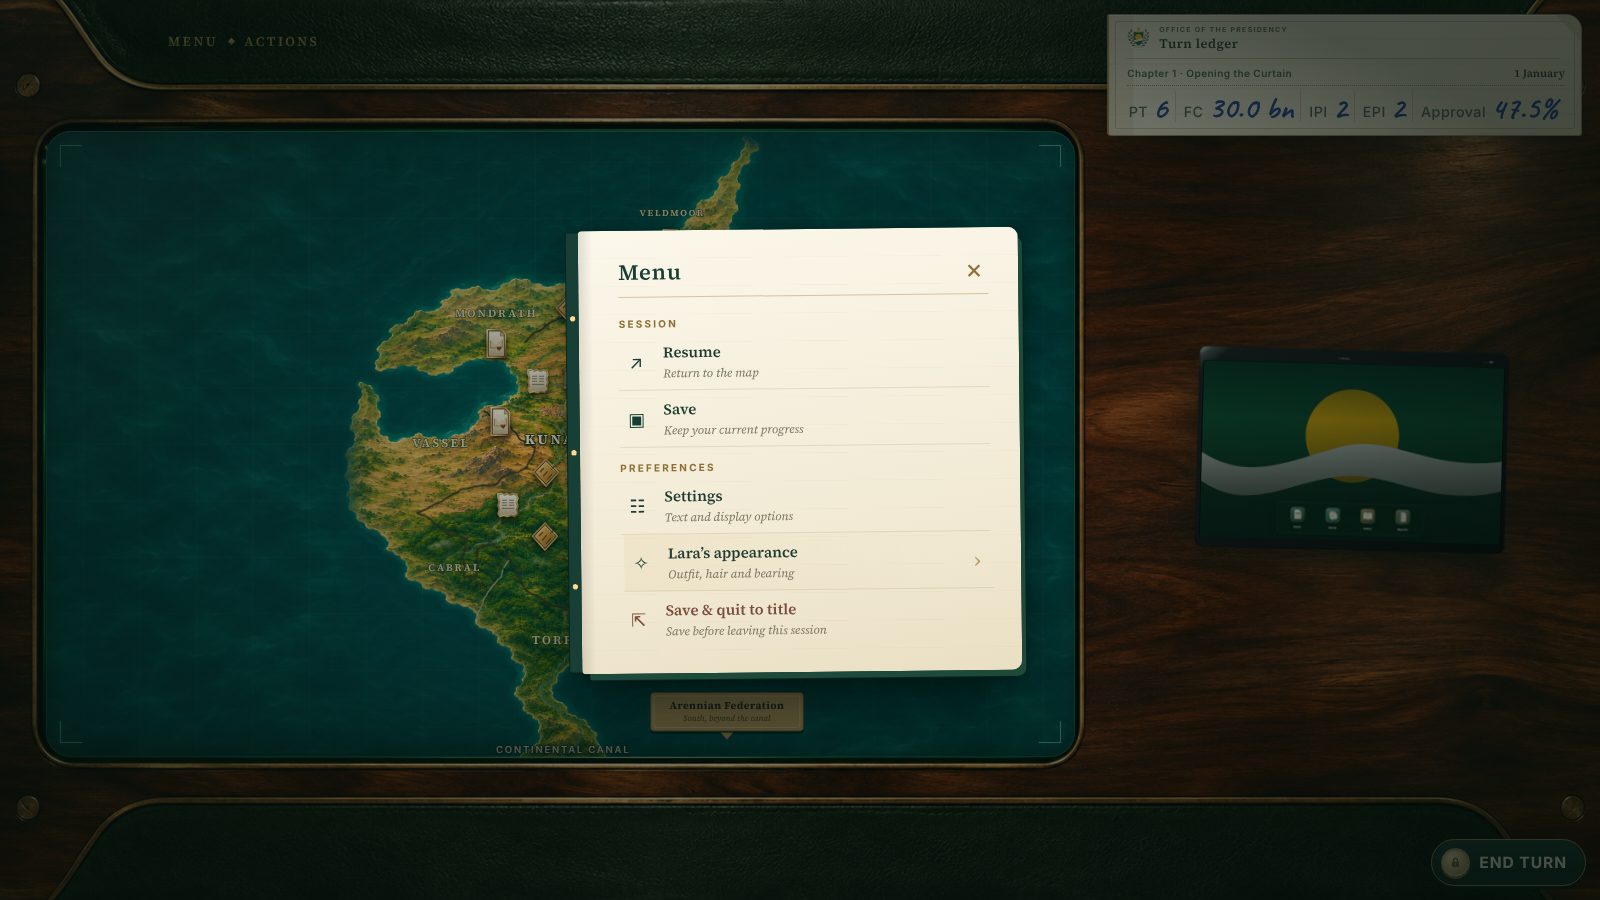 MENU ◆ ACTIONS
OFFICE OF THE PRESIDENCY
Turn ledger
Chapter 1 · Opening the Curtain 1 January
PT 6 FC 30.0 bn IPI 2 EPI 2 Approval 47.5%
VELDMOOR
MONDRATH
VASSEL
CABRAL
Menu
SESSION
Resume
Return to the map
Save
Keep your current progress
PREFERENCES
Settings
Text and display options
Lara’s appearance
Outfit, hair and bearing
Save & quit to title
Save before leaving this session
Arennian Federation
South, beyond the canal
CONTINENTAL CANAL
END TURN